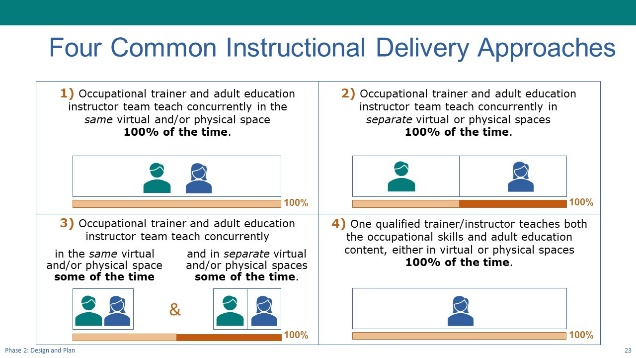 Four Common Instructional Delivery Approaches
1) Occupational trainer and adult education
instructor team teach concurrently in the
same virtual and/or physical space
100% of the time.
100%
2) Occupational trainer and adult education
instructor team teach concurrently in
separate virtual or physical spaces
100% of the time.
100%
3) Occupational trainer and adult education
instructor team teach concurrently
in the same virtual
and/or physical space
some of the time
and in separate virtual
and/or physical spaces
some of the time.
&
100%
4) One qualified trainer/instructor teaches both
the occupational skills and adult education
content, either in virtual or physical spaces
100% of the time.
100%
Phase 2: Design and Plan
23